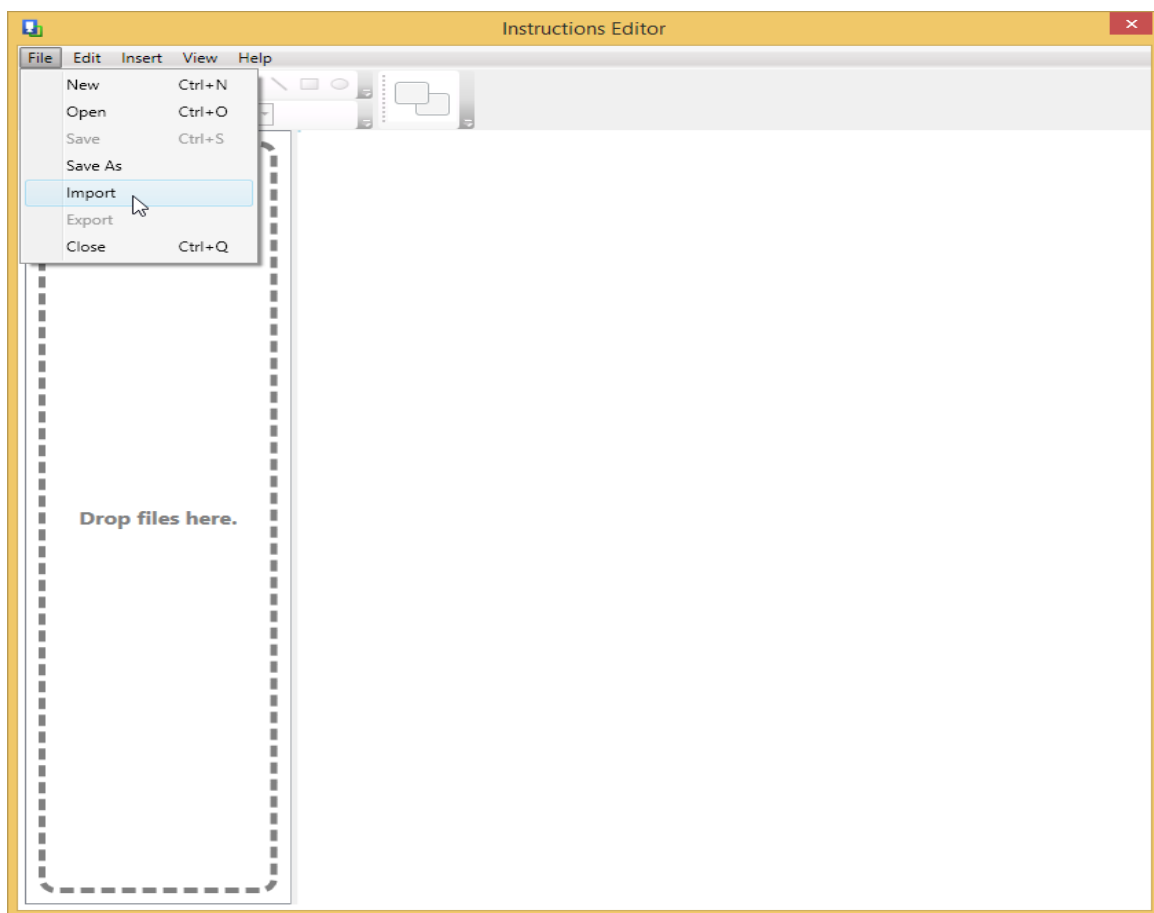 Instructions Editor
File Edit Insert View Help
New Ctrl+N
Open Ctrl+O
Save Ctrl+S
Save As
Import
Export
Close Ctrl+Q
Drop files here.